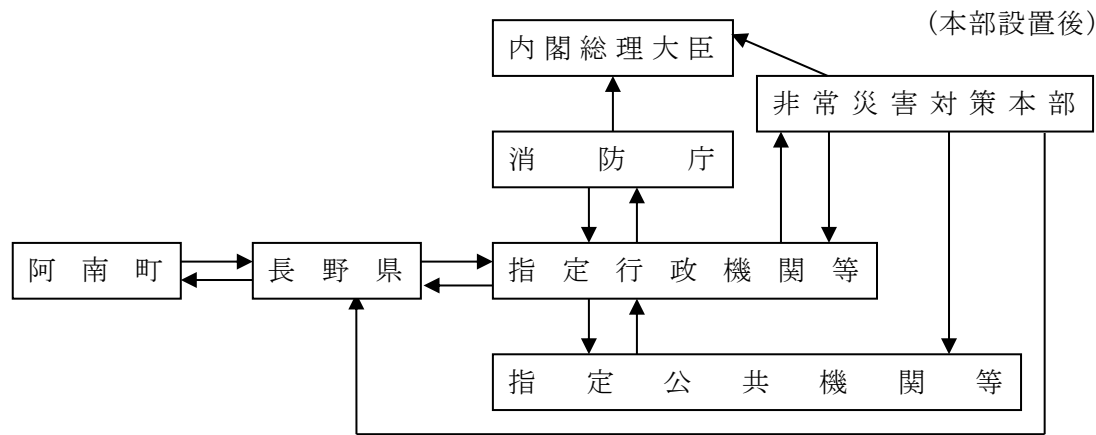 (本部設置後)
内閣総理大臣
非常災害対策本部
消防庁
阿南町
長野県
指定行政機関等
指定公共機関等